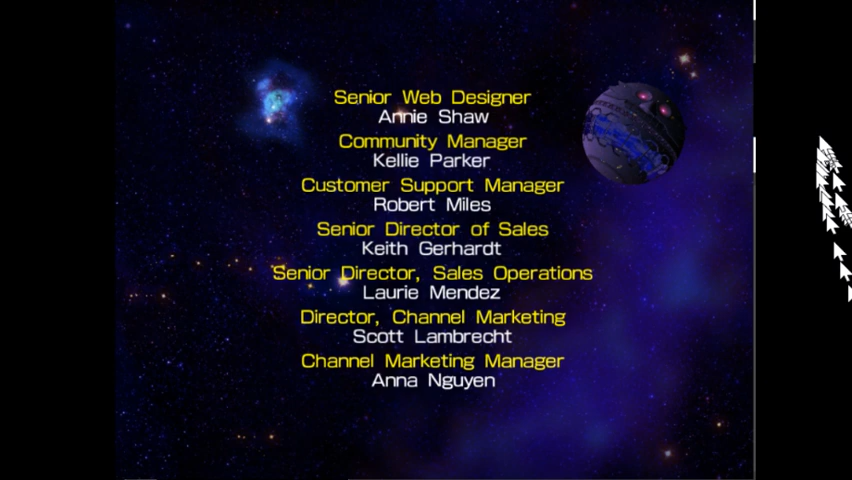 Senior Web Designer
Annie Shaw
Community Manager
Kellie Parker
Customer Support Manager
Robert Miles
Senior Director of Sales
Keith Gerhardt
Senior Director, Sales Operations
Laurie Mendez
Director, Channel Marketing
Scott Lambrecht
Channel Marketing Manager
Anna Nguyen